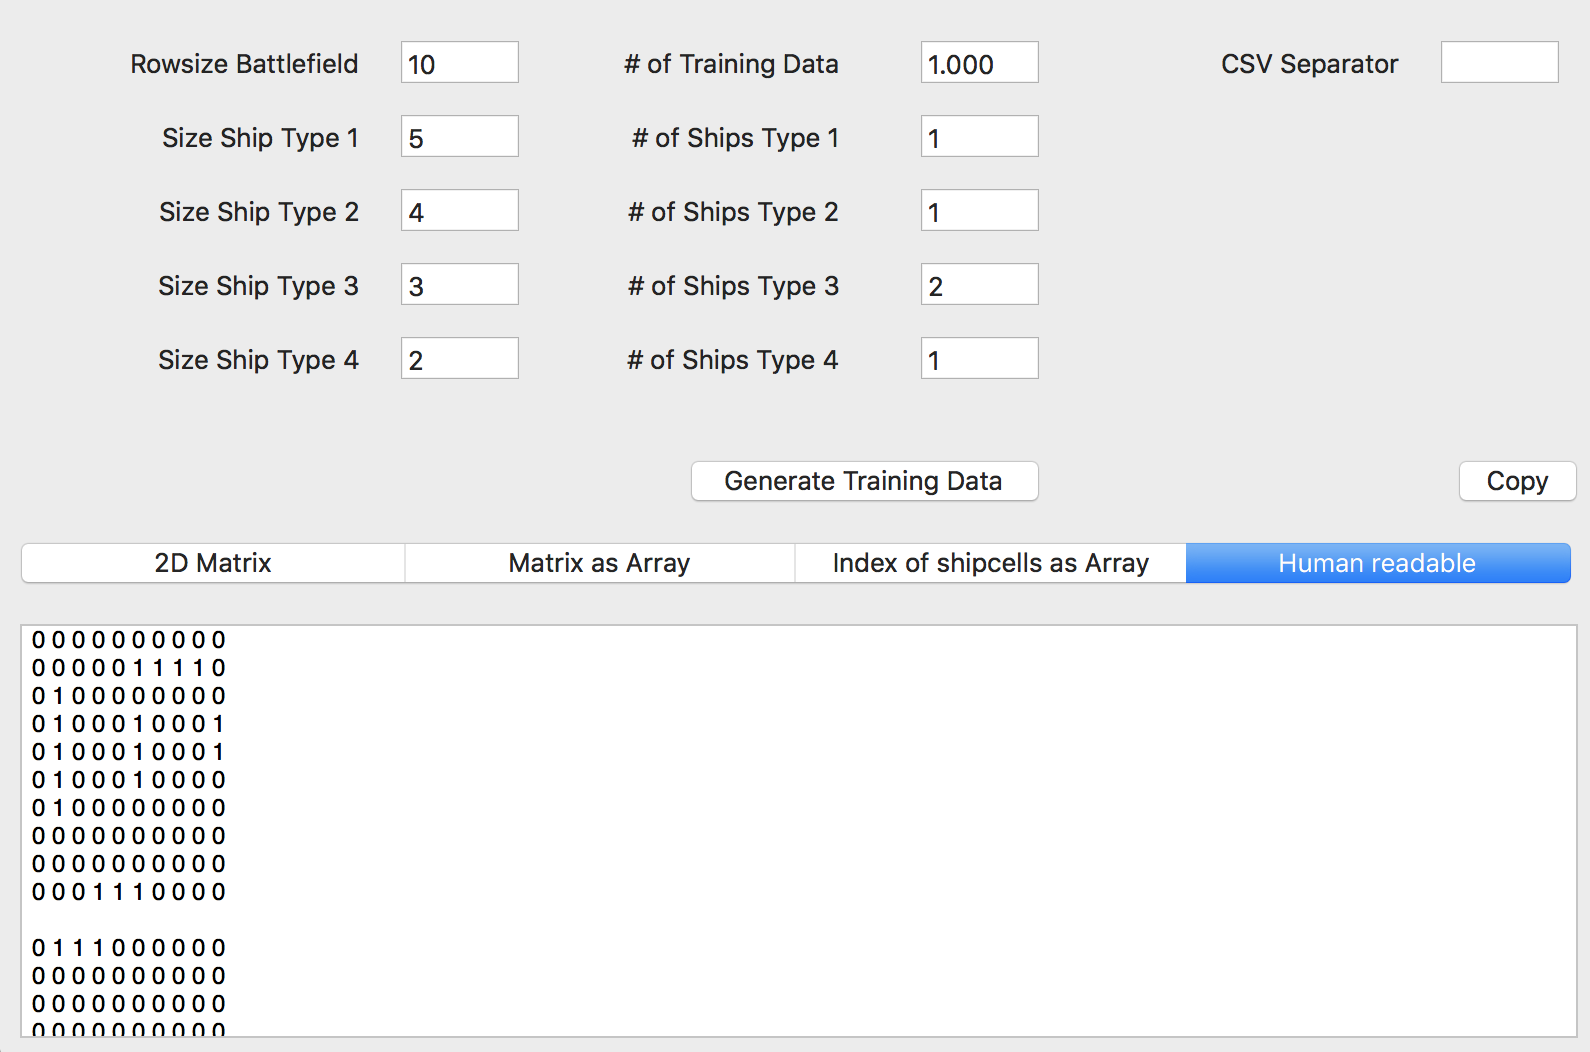 Rowsize Battlefield 10 # of Training Data 1.000 CSV Separator
Size Ship Type 1 5 # of Ships Type 1 1
Size Ship Type 2 4 # of Ships Type 2 1
Size Ship Type 3 3 # of Ships Type 3 2
Size Ship Type 4 2 # of Ships Type 4 1
Generate Training Data Copy
2D Matrix Matrix as Array Index of shipcells as Array Human readable
0 0 0 0 0 0 0 0 0 0
0 0 0 0 0 1 1 1 1 0
0 1 0 0 0 0 0 0 0 0
0 1 0 0 0 1 0 0 0 1
0 1 0 0 0 1 0 0 0 1
0 1 0 0 0 1 0 0 0 0
0 1 0 0 0 0 0 0 0 0
0 0 0 0 0 0 0 0 0 0
0 0 0 0 0 0 0 0 0 0
0 0 0 1 1 1 0 0 0 0
0 1 1 1 0 0 0 0 0 0
0 0 0 0 0 0 0 0 0 0
0 0 0 0 0 0 0 0 0 0
0 0 0 0 0 0 0 0 0 0